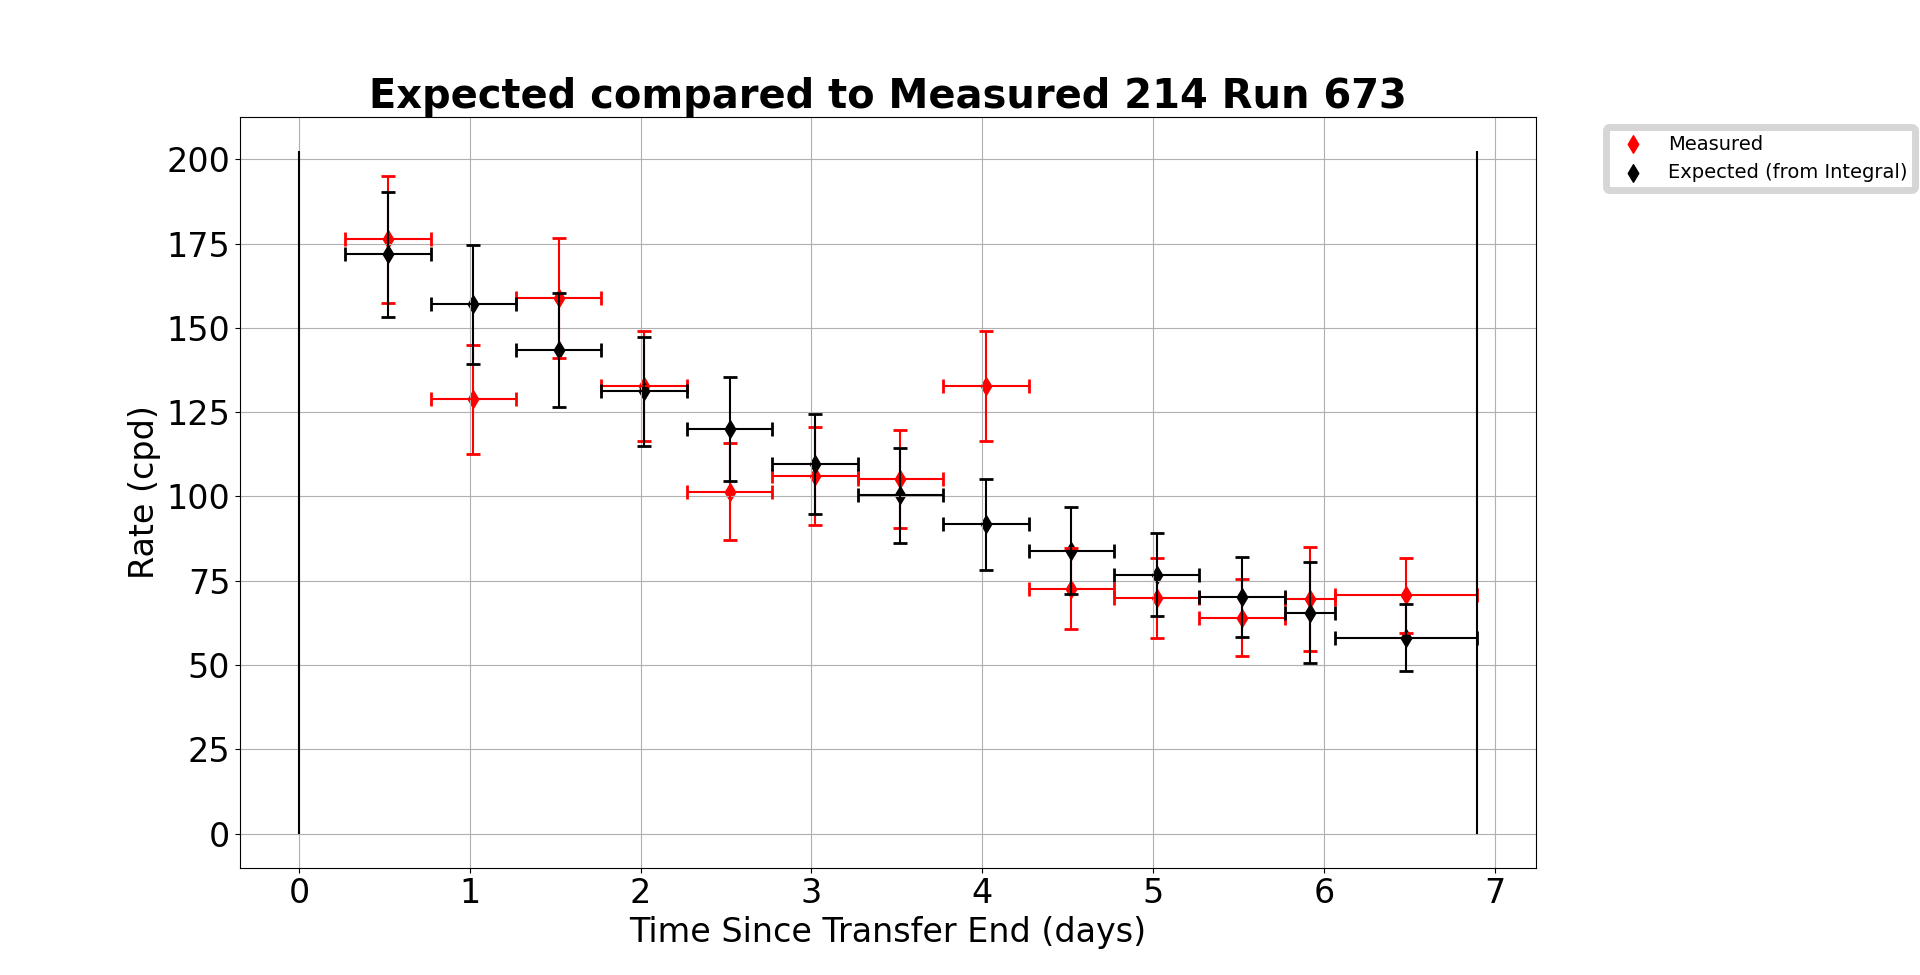 Expected compared to Measured 214 Run 673
Measured
Expected (from Integral)
200
175
150
125
100
75
50
25
0
Rate (cpd)
0 1 2 3 4 5 6 7
Time Since Transfer End (days)